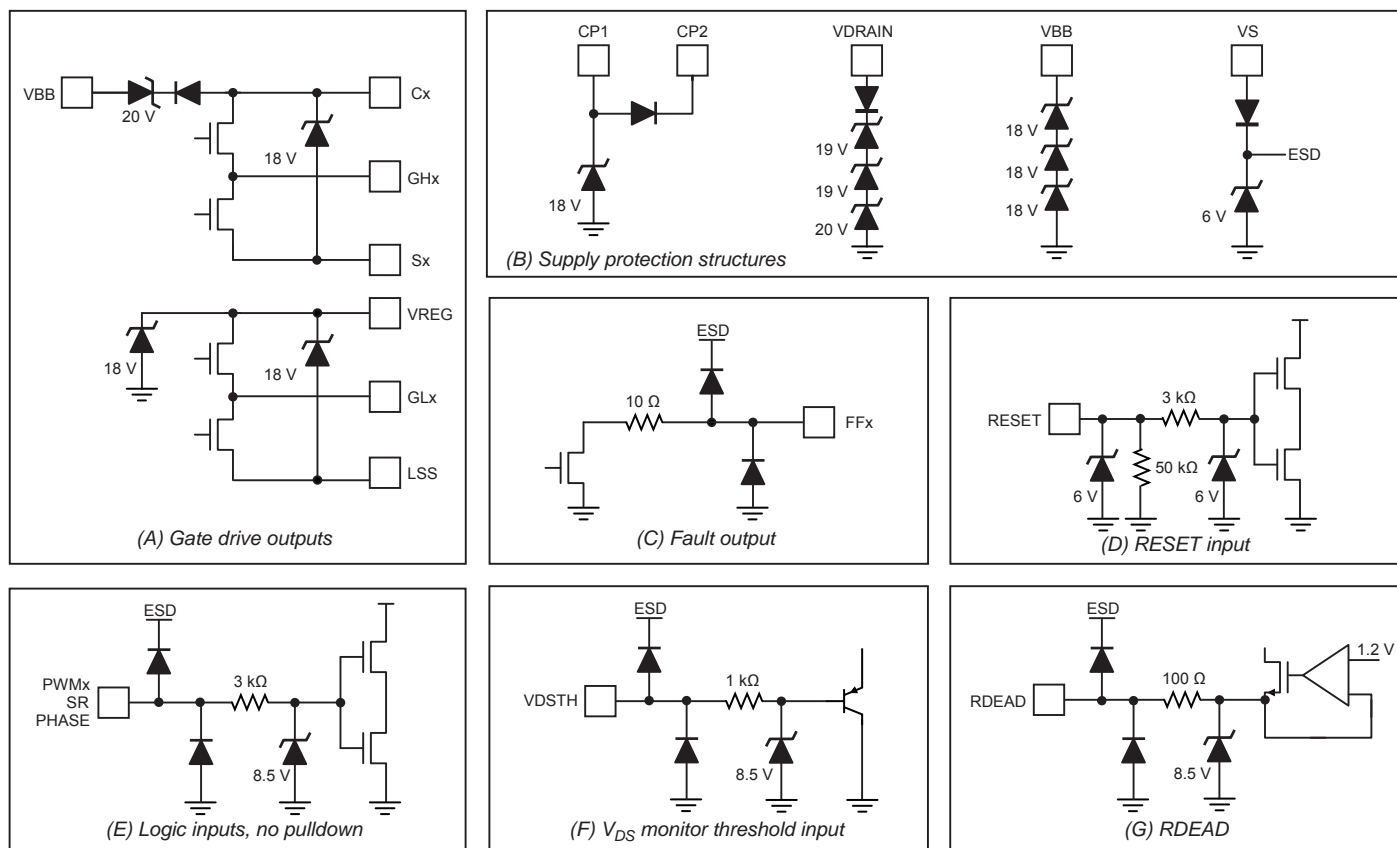 VBB
20 V
18 V
Cx
GHx
Sx
18 V
18 V
VREG
GLx
LSS
(A) Gate drive outputs
CP1
CP2
VDRAIN
VBB
VS
18 V
19 V
19 V
20 V
18 V
18 V
18 V
ESD
6 V
(B) Supply protection structures
ESD
10 Ω
FFx
(C) Fault output
RESET
3 kΩ
50 kΩ
6 V
6 V
(D) RESET input
ESD
PWMx
SR
PHASE
3 kΩ
8.5 V
(E) Logic inputs, no pulldown
ESD
VDSTH
1 kΩ
8.5 V
(F) VDS monitor threshold input
ESD
RDEAD
100 Ω
1.2 V
8.5 V
(G) RDEAD